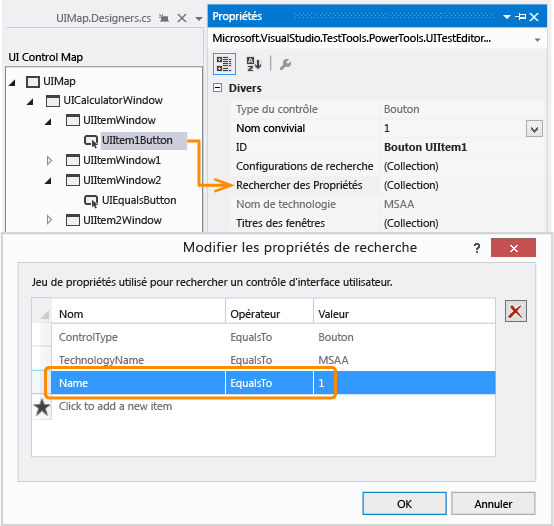 UIMap.Designers.cs
UI Control Map
UIMap
UICalculatorWindow
UIItemWindow
UIItem1Button
UIItemWindow1
UIItemWindow2
UIEqualsButton
UIItem2Window
Propriétés
Microsoft.VisualStudio.TestTools.PowerTools.UITestEditor...
Divers
Type du contrôle Bouton
Nom convivial 1
ID Bouton UIItem1
Configurations de recherche (Collection)
Rechercher des Propriétés (Collection)
Nom de technologie MSAA
Titres des fenêtres (Collection)
Modifier les propriétés de recherche
Jeu de propriétés utilisé pour rechercher un contrôle d'interface utilisateur.
Nom Opérateur Valeur
ControlType EqualsTo Bouton
TechnologyName EqualsTo MSAA
Name EqualsTo 1
Click to add a new item
OK Annuler